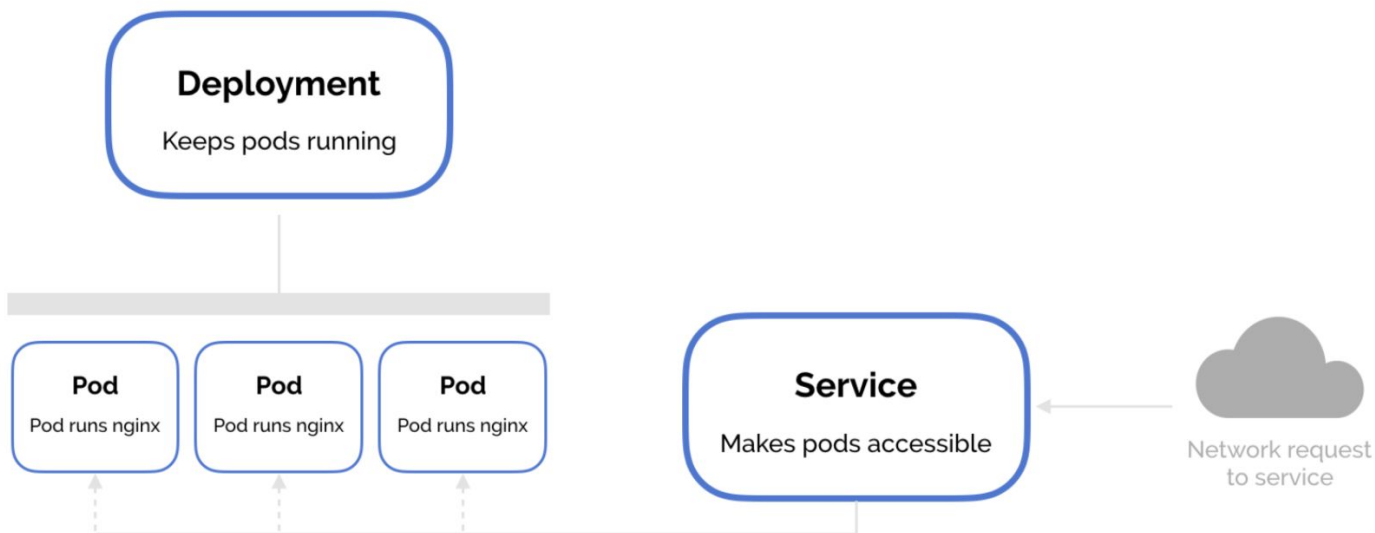 Deployment
Keeps pods running
Pod
Pod runs nginx
Pod
Pod runs nginx
Pod
Pod runs nginx
Service
Makes pods accessible
Network request
to service